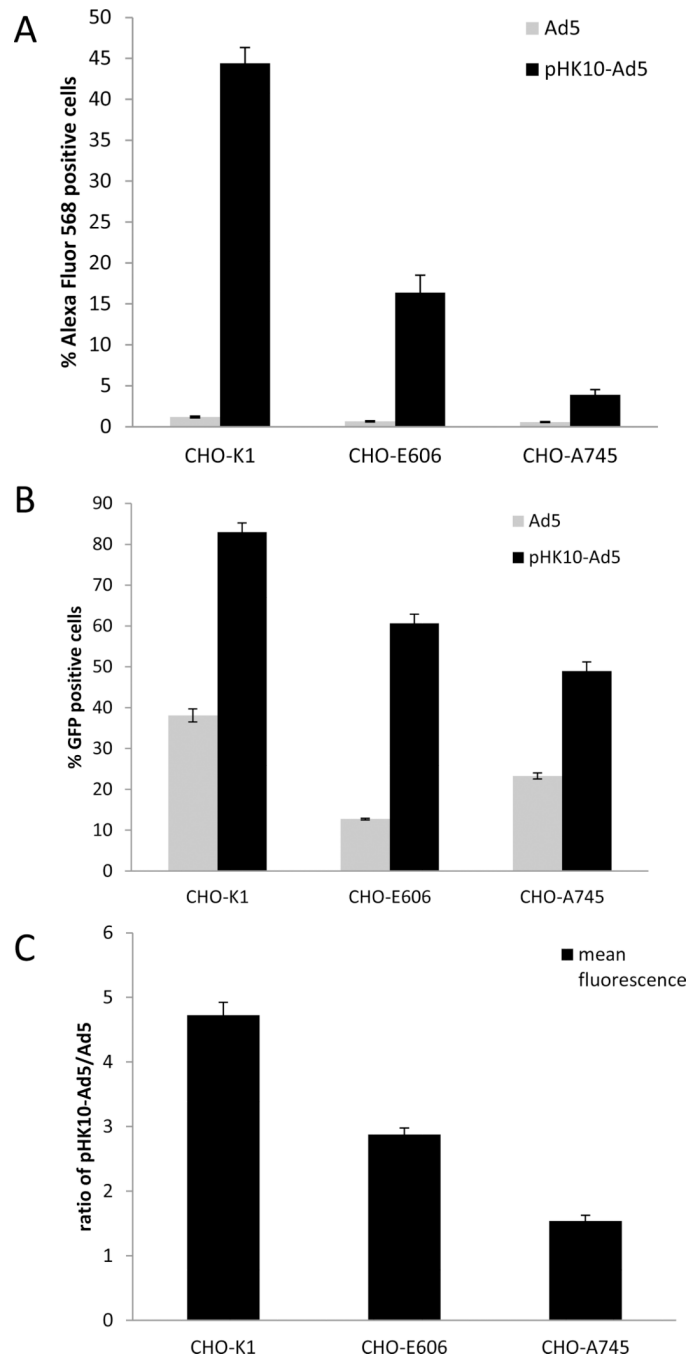 A
% Alexa Fluor 568 positive cells
50
45
40
35
30
25
20
15
10
5
0
Ad5
pHK10-Ad5
CHO-K1 CHO-E606 CHO-A745
B
% GFP positive cells
90
80
70
60
50
40
30
20
10
0
Ad5
pHK10-Ad5
CHO-K1 CHO-E606 CHO-A745
C
ratio of pHK10-Ad5/Ad5
6
5
4
3
2
1
0
mean
fluorescence
CHO-K1 CHO-E606 CHO-A745